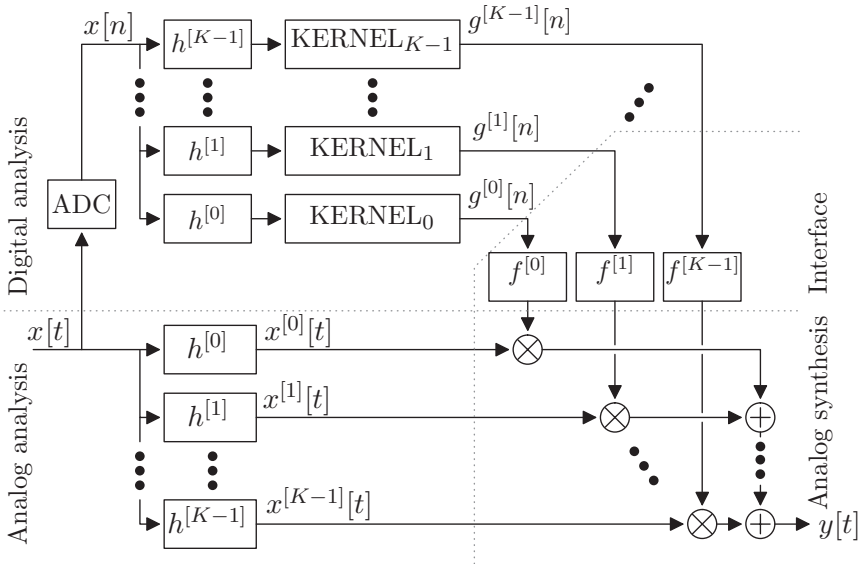 x[n]
h^{[K−1]}
KERNEL_{K−1}
g^{[K−1]}[n]
h^{[1]}
KERNEL_1
g^{[1]}[n]
ADC
h^{[0]}
KERNEL_0
g^{[0]}[n]
Digital analysis
f^{[0]}
f^{[1]}
f^{[K−1]}
Interface
x[t]
h^{[0]}
x^{[0]}[t]
h^{[1]}
x^{[1]}[t]
h^{[K−1]}
x^{[K−1]}[t]
y[t]
Analog analysis
Analog synthesis